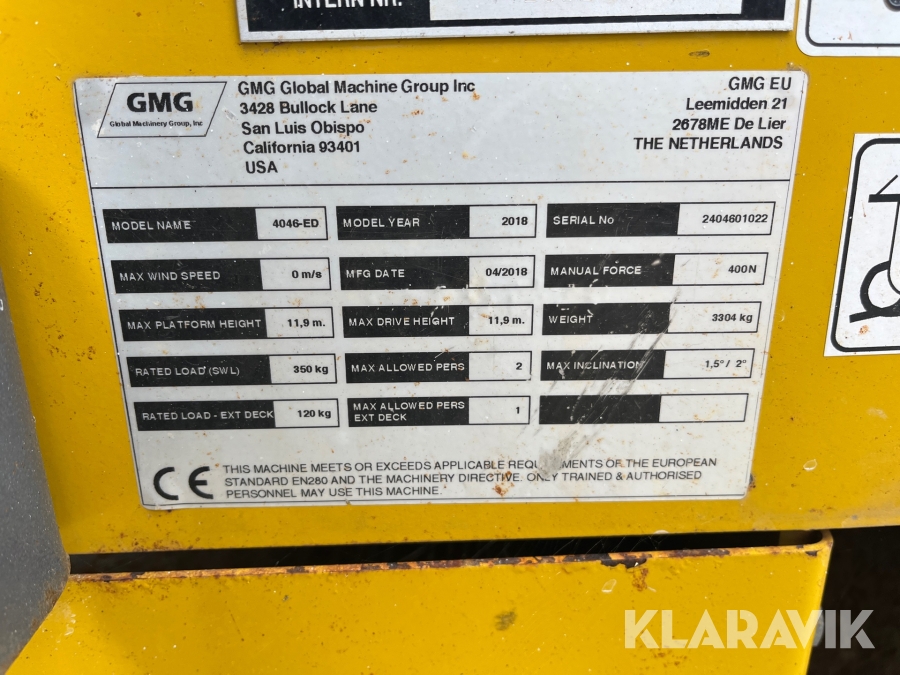 INTERN NR.
GMG
Global Machinery Group, Inc.
GMG Global Machine Group Inc
3428 Bullock Lane
San Luis Obispo
California 93401
USA
GMG EU
Leemidden 21
2678ME De Lier
THE NETHERLANDS
MODEL NAME 4046-ED MODEL YEAR 2018 SERIAL No 2404601022
MAX WIND SPEED 0 m/s MFG DATE 04/2018 MANUAL FORCE 400N
MAX PLATFORM HEIGHT 11,9 m. MAX DRIVE HEIGHT 11,9 m. WEIGHT 3304 kg
RATED LOAD (SWL) 350 kg MAX ALLOWED PERS 2 MAX INCLINATION 1,5°/ 2°
RATED LOAD - EXT DECK 120 kg MAX ALLOWED PERS EXT DECK 1
CE
THIS MACHINE MEETS OR EXCEEDS APPLICABLE REQUIREMENTS OF THE EUROPEAN
STANDARD EN280 AND THE MACHINERY DIRECTIVE. ONLY TRAINED & AUTHORISED
PERSONNEL MAY USE THIS MACHINE.
KLARAVIK